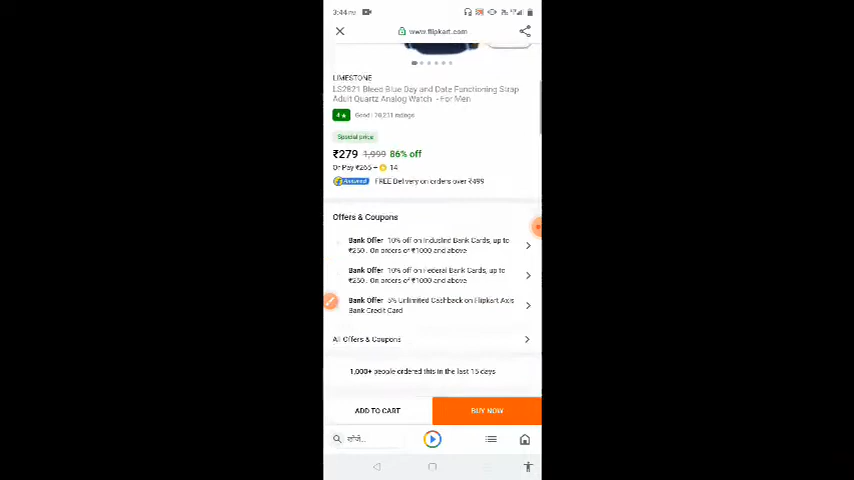 3:44 PM
www.flipkart.com
LIMESTONE
LS2821 Bleed Blue Day and Date Functioning Strap
Adult Quartz Analog Watch - For Men
4★ Good
Special price
₹279 1,999 86% off
Or Pay ₹265 + 14
Assured FREE Delivery on orders over ₹499
Offers & Coupons
Bank Offer 10% off on IndusInd Bank Cards, up to
₹250 . On orders of ₹1000 and above
Bank Offer 10% off on Federal Bank Cards, up to
₹250 . On orders of ₹1000 and above
Bank Offer 5% Unlimited Cashback on Flipkart Axis
Bank Credit Card
All Offers & Coupons
1,000+ people ordered this in the last 15 days
ADD TO CART BUY NOW
खोजें...